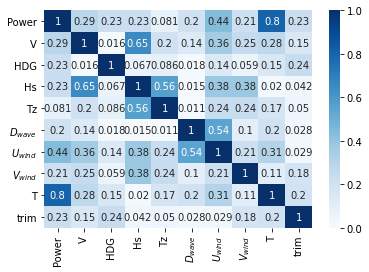 Power 1 0.29 0.23 0.23 0.081 0.2 0.44 0.21 0.8 0.23
V 0.29 1 0.016 0.65 0.2 0.14 0.36 0.25 0.28 0.15
HDG 0.23 0.016 1 0.067 0.086 0.018 0.14 0.059 0.15 0.24
Hs 0.23 0.65 0.067 1 0.56 0.015 0.38 0.38 0.02 0.042
Tz -0.081 0.2 0.086 0.56 1 0.011 0.24 0.24 0.17 0.05
D_wave 0.2 0.14 0.018 0.015 0.011 1 0.54 0.1 0.2 0.028
U_wind 0.44 0.36 0.14 0.38 0.24 0.54 1 0.21 0.31 0.029
V_wind 0.21 0.25 0.059 0.38 0.24 0.1 0.21 1 0.11 0.18
T 0.8 0.28 0.15 0.02 0.17 0.2 0.31 0.11 1 0.2
trim 0.23 0.15 0.24 0.042 0.05 0.028 0.029 0.18 0.2 1
Power V HDG Hs Tz D_wave U_wind V_wind T trim
1.0
0.8
0.6
0.4
0.2
0.0